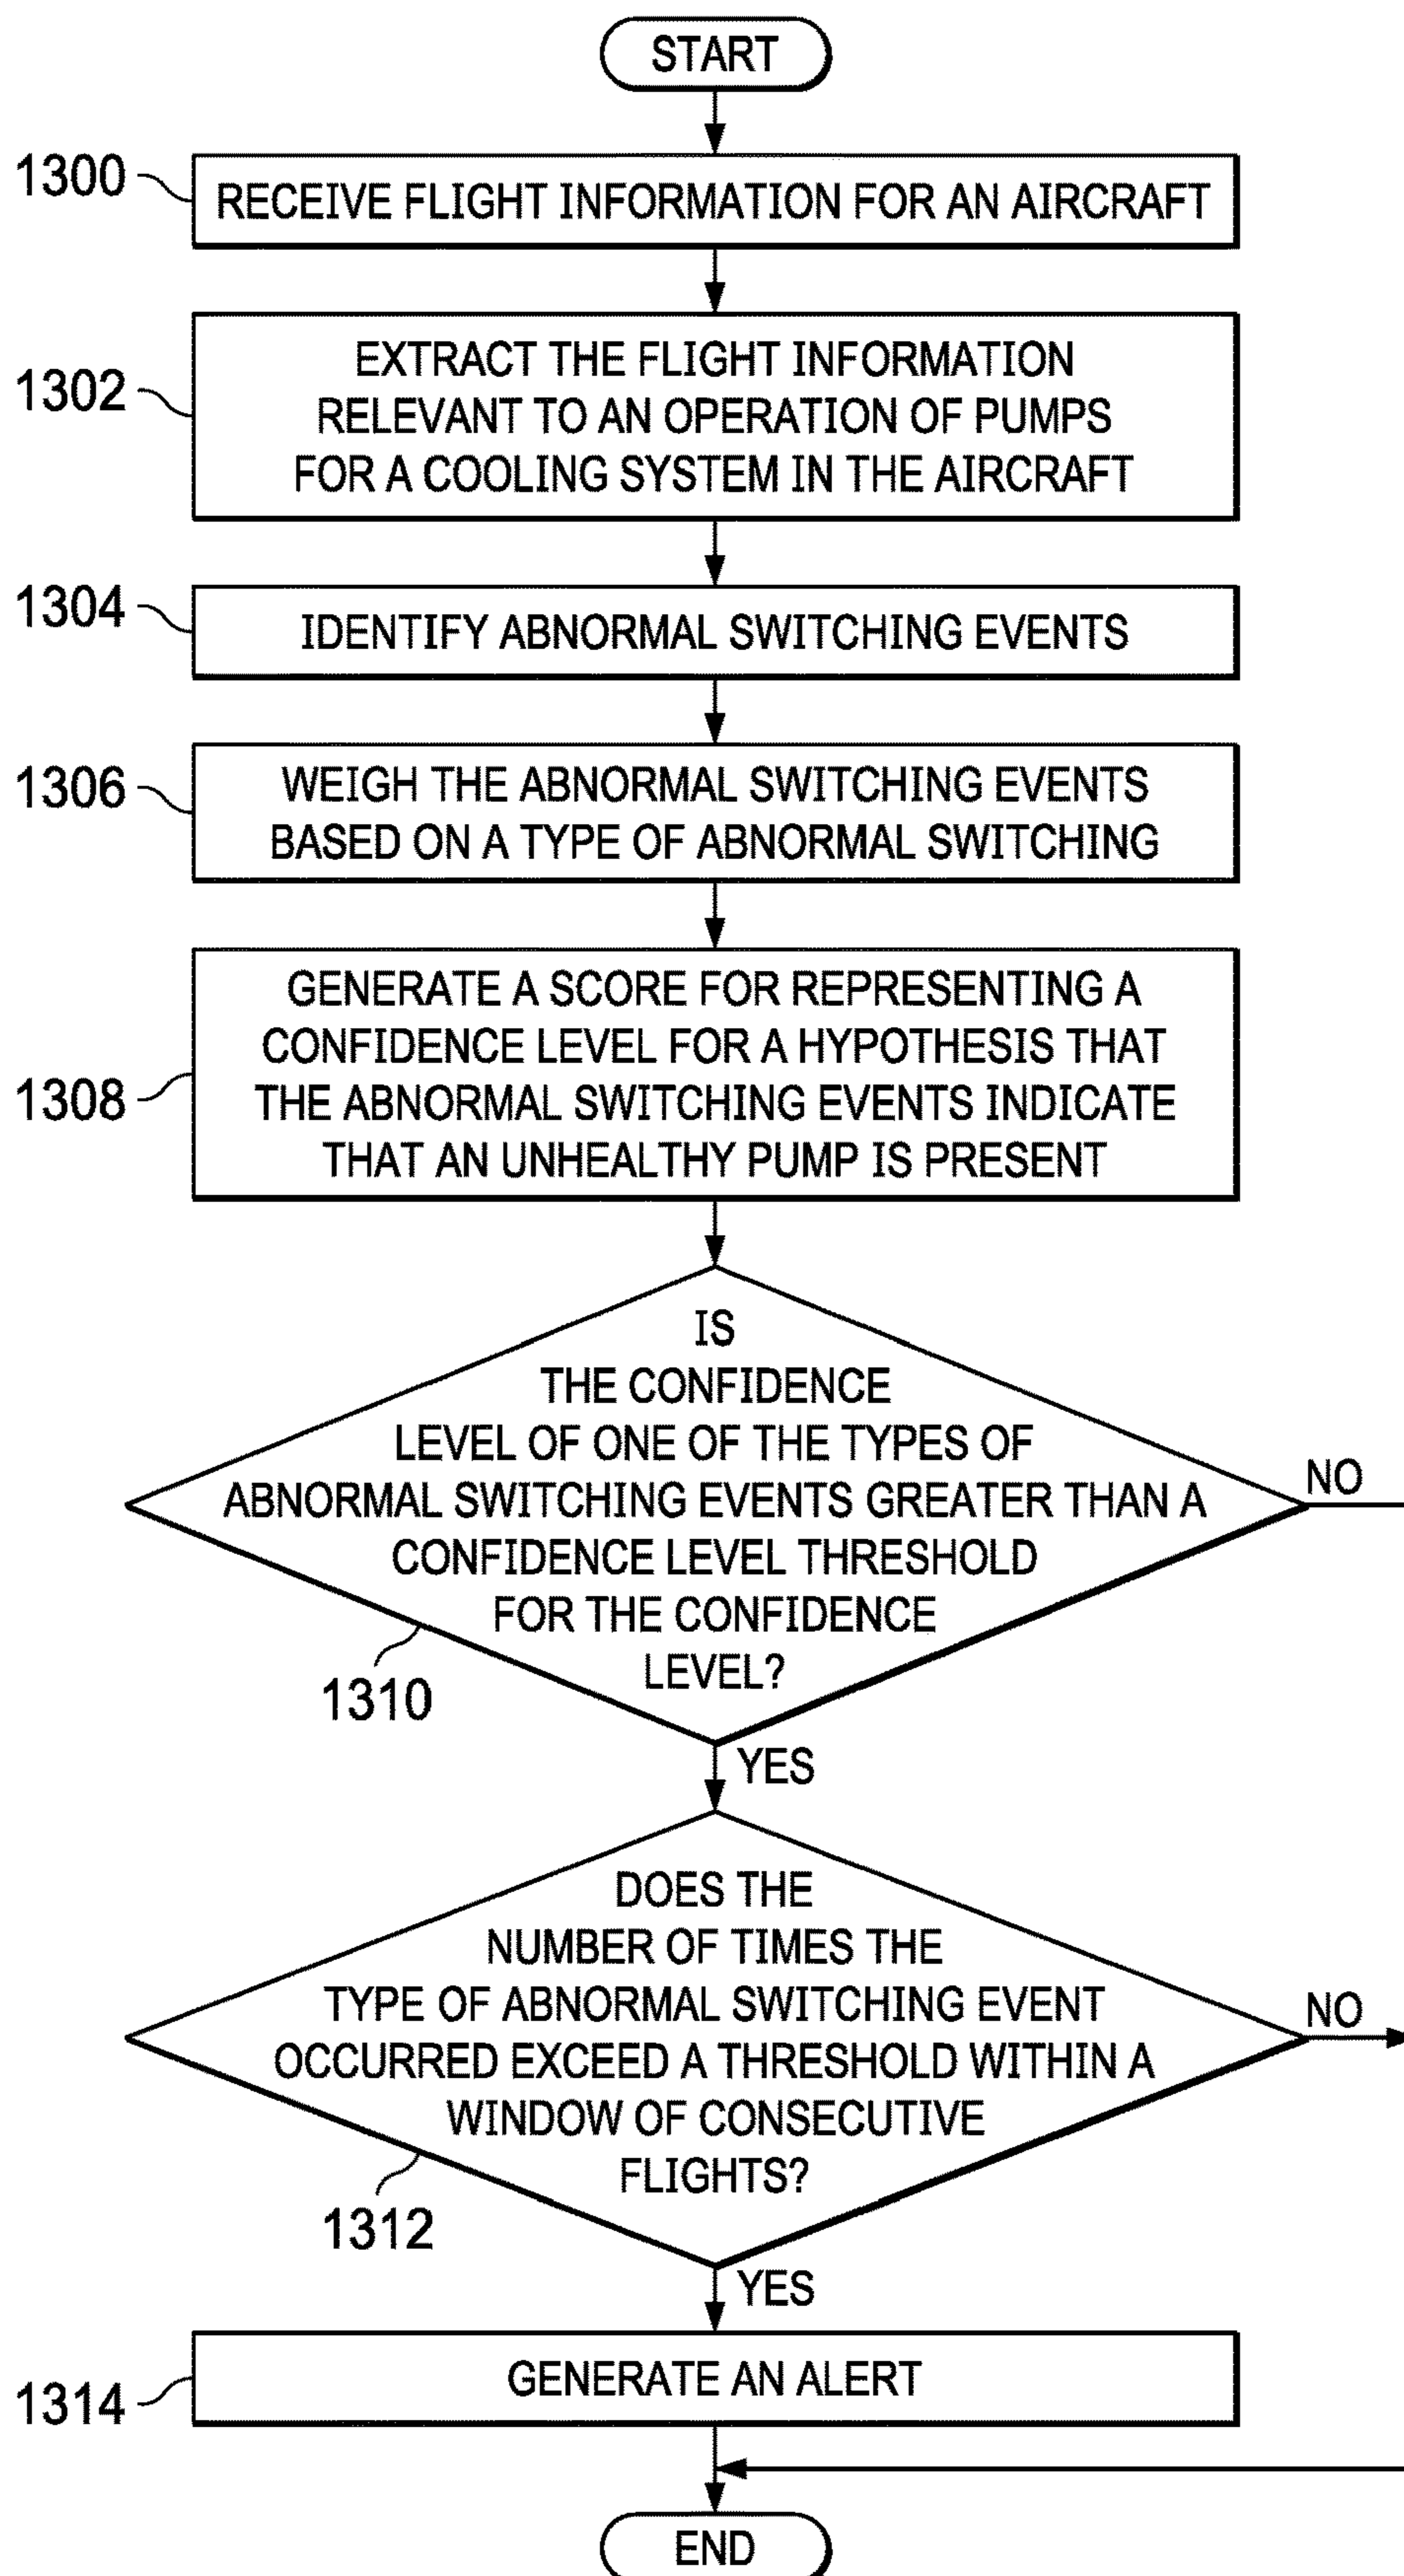 START
1300
RECEIVE FLIGHT INFORMATION FOR AN AIRCRAFT
1302
EXTRACT THE FLIGHT INFORMATION
RELEVANT TO AN OPERATION OF PUMPS
FOR A COOLING SYSTEM IN THE AIRCRAFT
1304
IDENTIFY ABNORMAL SWITCHING EVENTS
1306
WEIGH THE ABNORMAL SWITCHING EVENTS
BASED ON A TYPE OF ABNORMAL SWITCHING
1308
GENERATE A SCORE FOR REPRESENTING A
CONFIDENCE LEVEL FOR A HYPOTHESIS THAT
THE ABNORMAL SWITCHING EVENTS INDICATE
THAT AN UNHEALTHY PUMP IS PRESENT
IS
THE CONFIDENCE
LEVEL OF ONE OF THE TYPES OF
ABNORMAL SWITCHING EVENTS GREATER THAN A
CONFIDENCE LEVEL THRESHOLD
FOR THE CONFIDENCE
LEVEL?
NO
1310
YES
DOES THE
NUMBER OF TIMES THE
TYPE OF ABNORMAL SWITCHING EVENT
OCCURRED EXCEED A THRESHOLD WITHIN A
WINDOW OF CONSECUTIVE
FLIGHTS?
NO
1312
YES
1314
GENERATE AN ALERT
END